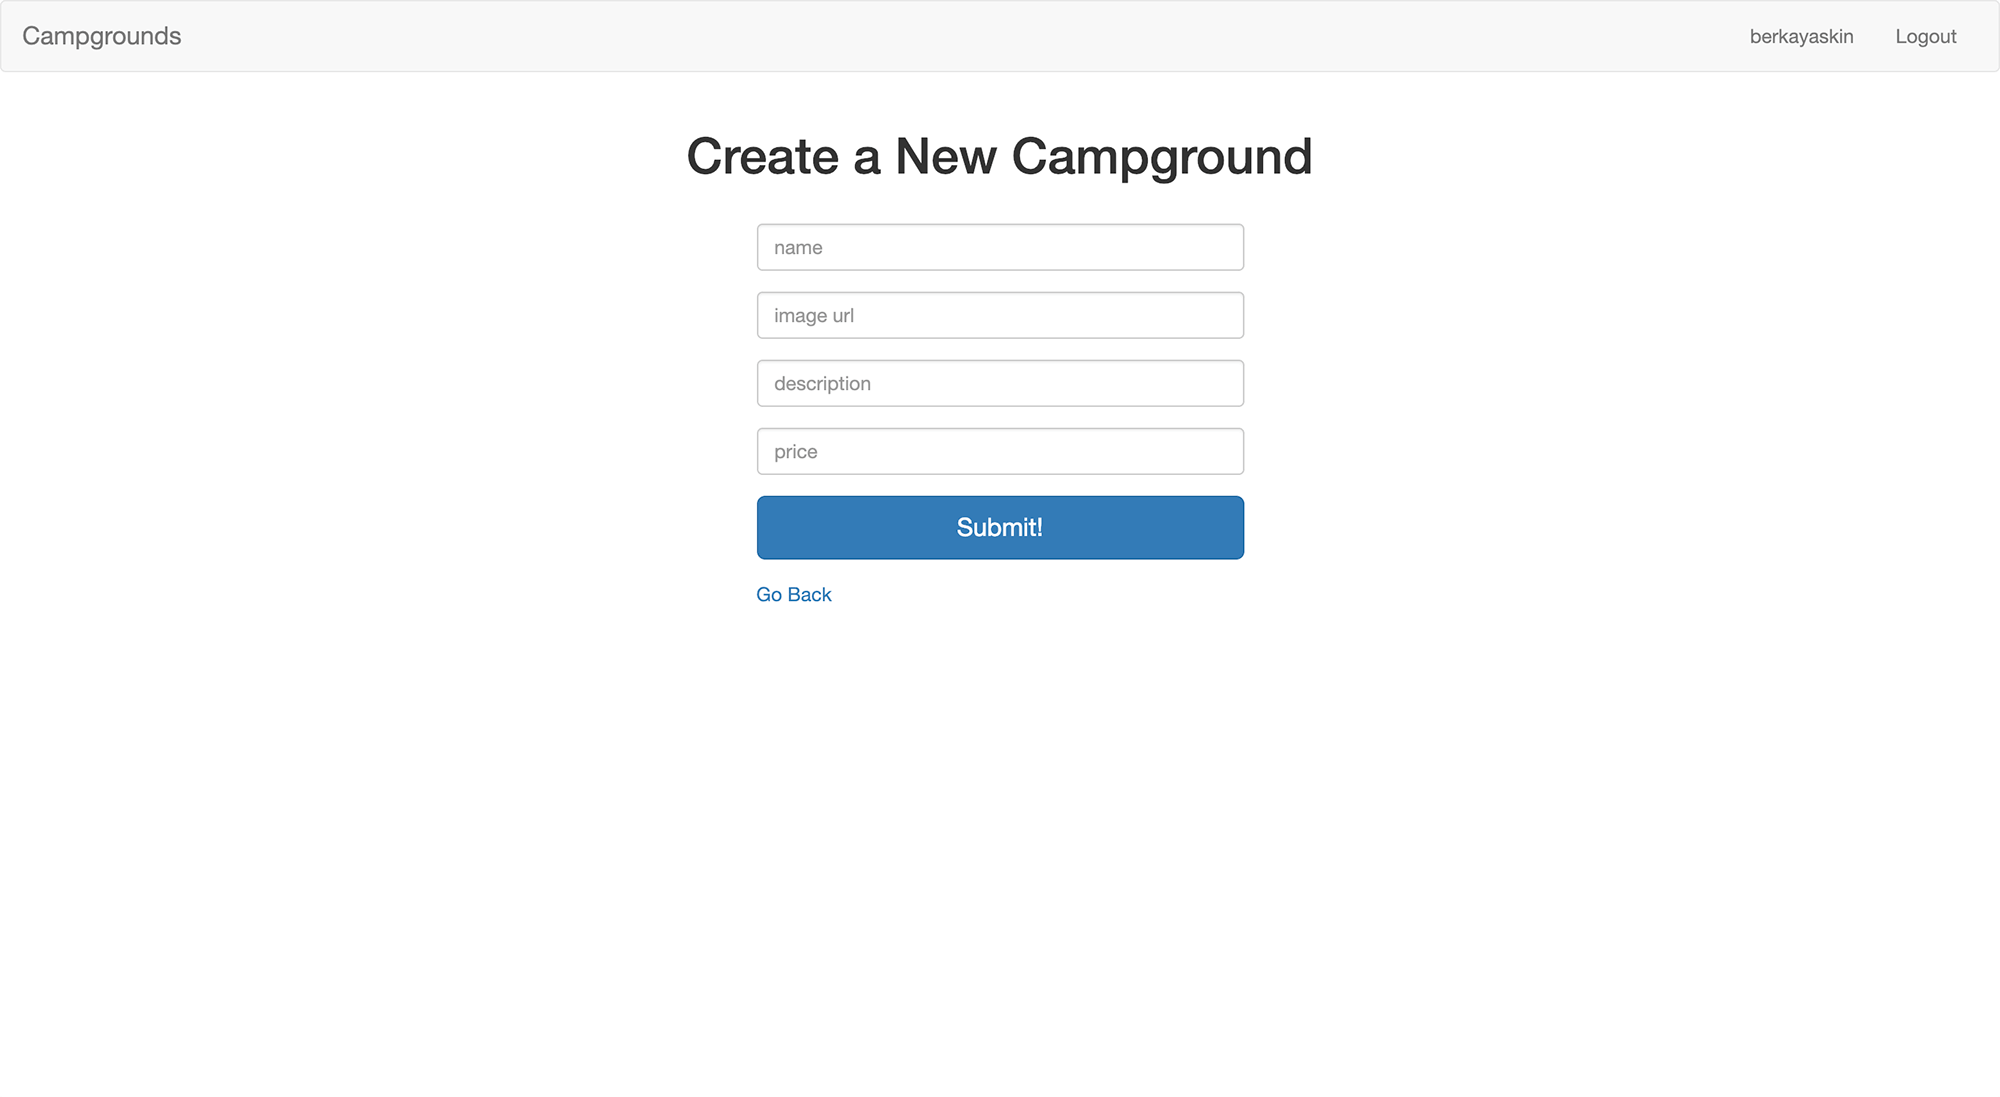 Campgrounds berkayaskin Logout
Create a New Campground
name
image url
description
price
Submit!
Go Back